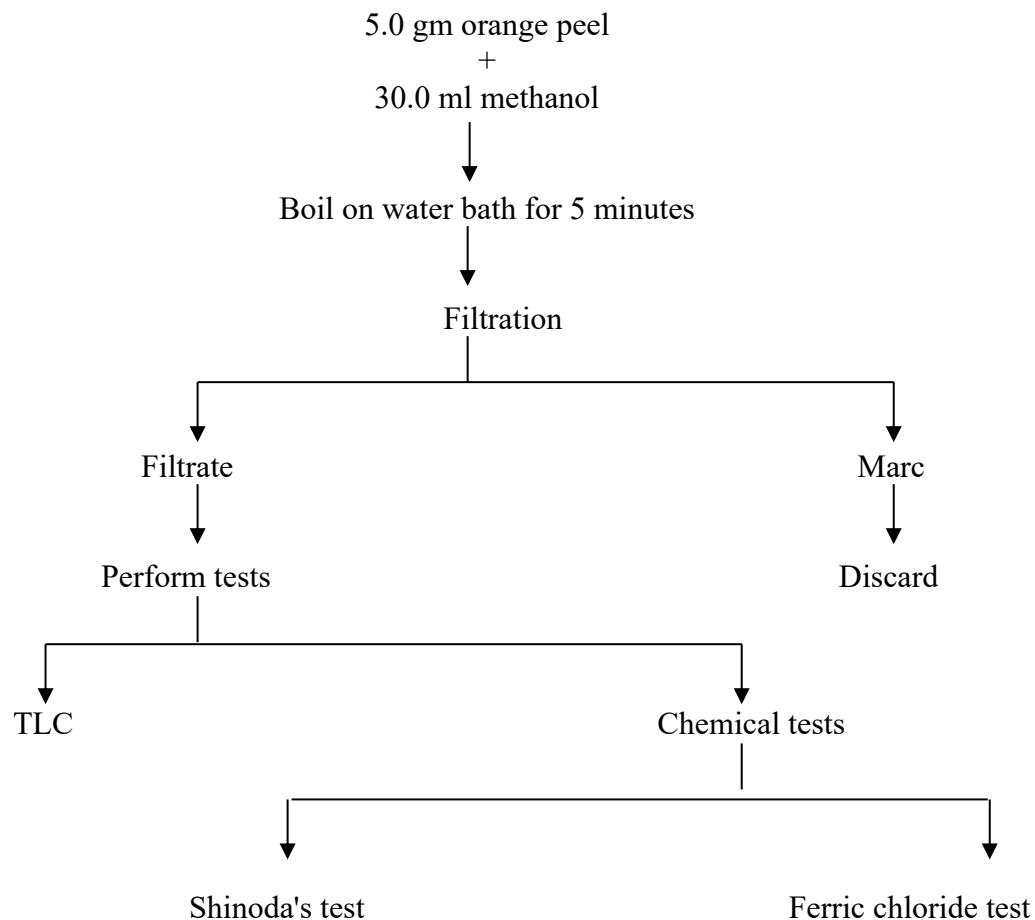 5.0 gm orange peel
+
30.0 ml methanol
Boil on water bath for 5 minutes
Filtration
Filtrate
Marc
Perform tests
Discard
TLC
Chemical tests
Shinoda's test
Ferric chloride test